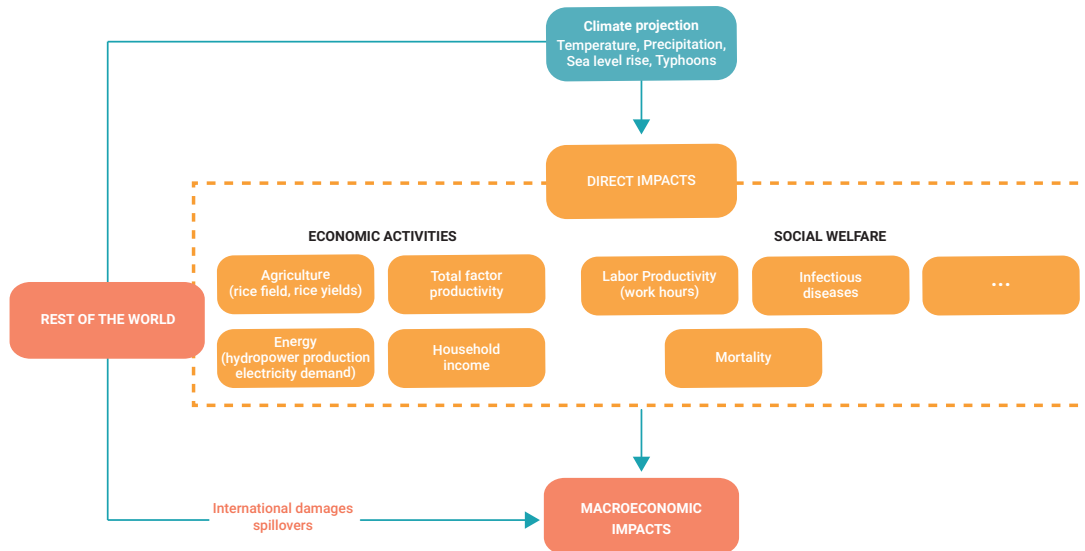 Climate projection
Temperature, Precipitation,
Sea level rise, Typhoons
DIRECT IMPACTS
ECONOMIC ACTIVITIES
SOCIAL WELFARE
Agriculture
(rice field, rice yields)
Total factor
productivity
Labor Productivity
(work hours)
Infectious
diseases
...
REST OF THE WORLD
Energy
(hydropower production
electricity demand)
Household
income
Mortality
International damages
spillovers
MACROECONOMIC
IMPACTS